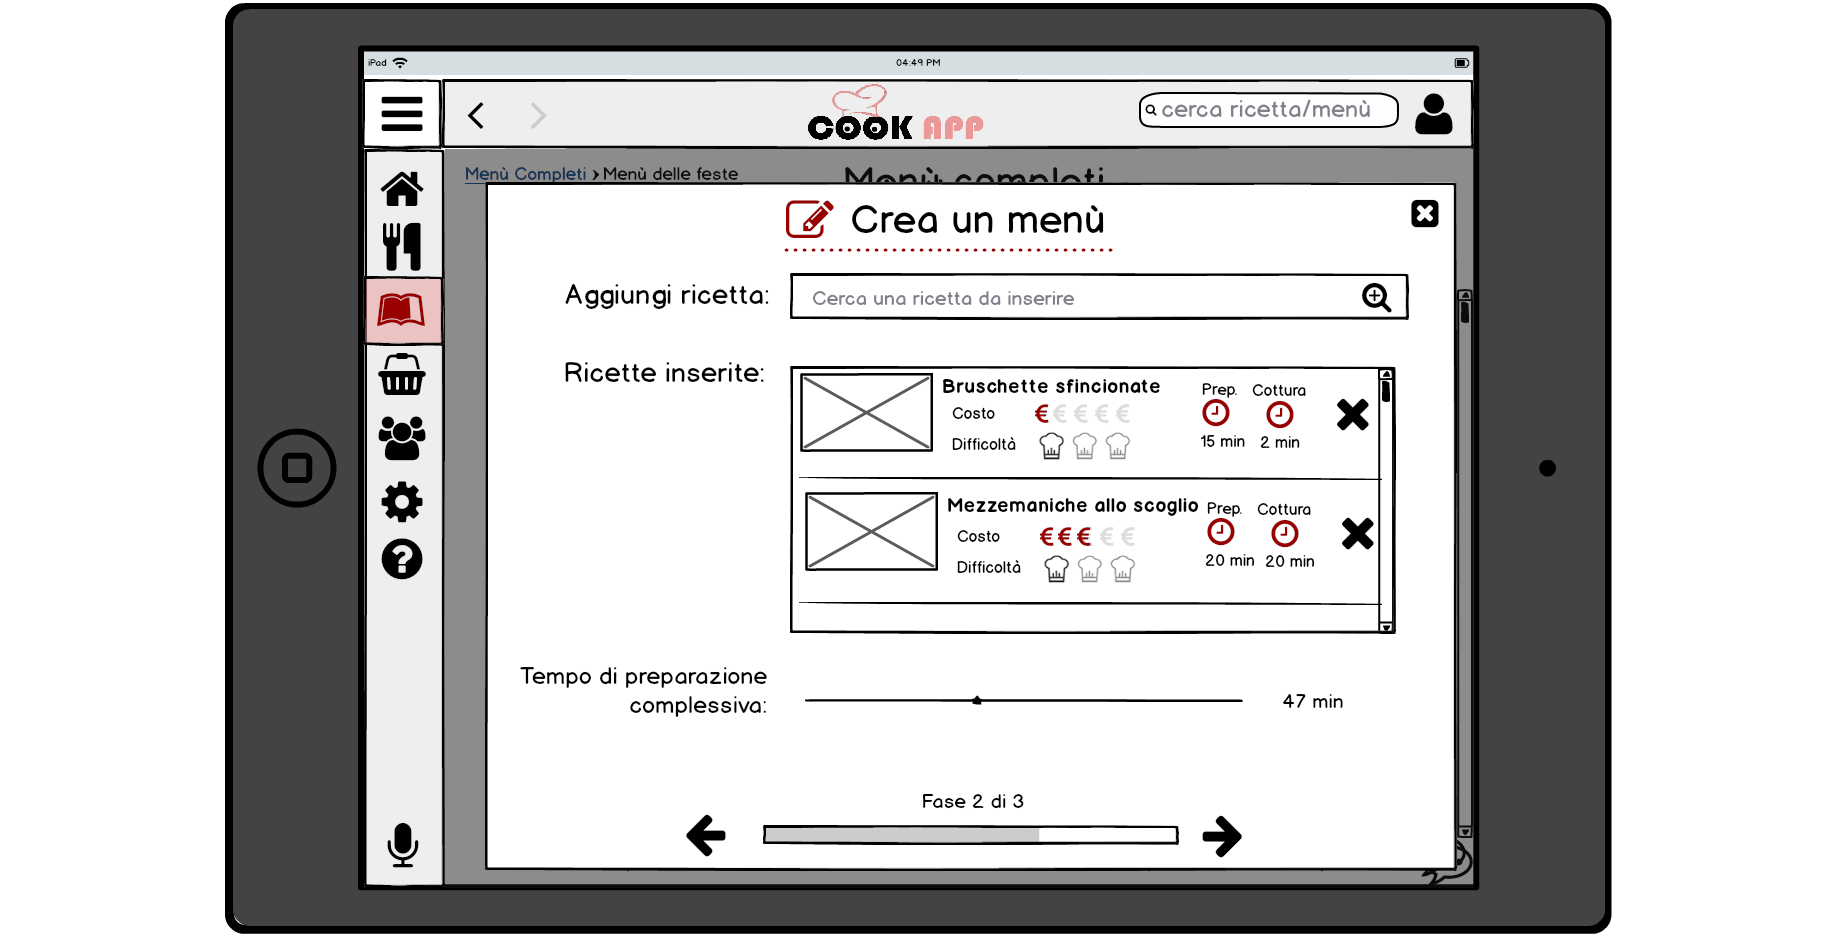 iPad
04:49 PM
COOK APP
cerca ricetta/menù
Menù Completi > Menù delle feste
Menù completi
Crea un menù
Aggiungi ricetta:
Cerca una ricetta da inserire
Ricette inserite:
Bruschette sfincionate
Costo
€ € € € €
Difficoltà
Prep.
Cottura
15 min
2 min
Mezzemaniche allo scoglio
Costo
€ € € € €
Difficoltà
Prep.
Cottura
20 min
20 min
Tempo di preparazione
complessiva:
47 min
Fase 2 di 3